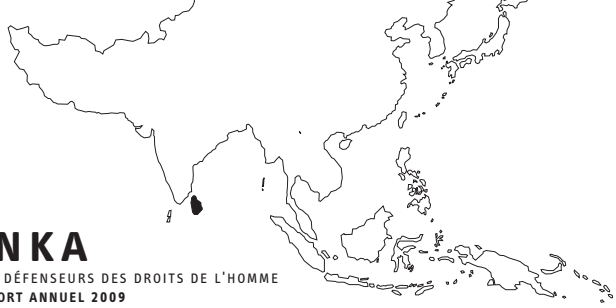 NKA
DÉFENSEURS DES DROITS DE L'HOMME
ORT ANNUEL 2009